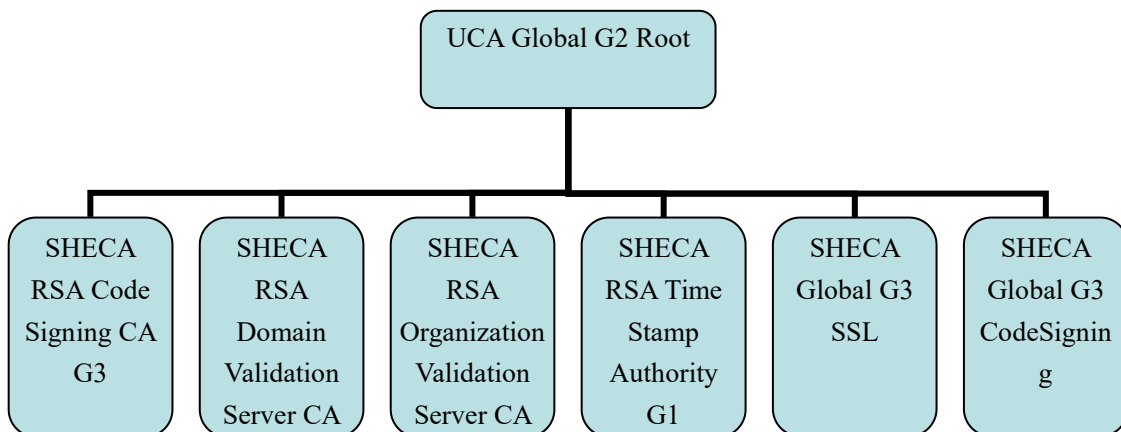 UCA Global G2 Root
SHECA
RSA Code
Signing CA
G3
SHECA
RSA
Domain
Validation
Server CA
SHECA
RSA
Organization
Validation
Server CA
SHECA
RSA Time
Stamp
Authority
G1
SHECA
Global G3
SSL
SHECA
Global G3
CodeSignin
g